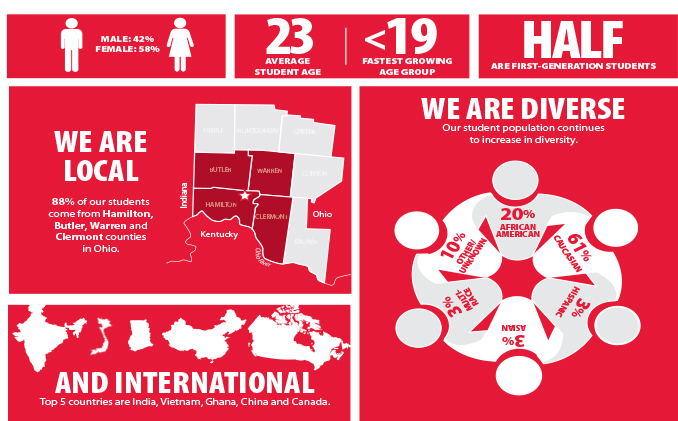 MALE: 42%
FEMALE: 58%
23
AVERAGE
STUDENT AGE
<19
FASTEST GROWING
AGE GROUP
HALF
ARE FIRST-GENERATION STUDENTS
WE ARE
LOCAL
88% of our students
come from Hamilton,
Butler, Warren and
Clermont counties
in Ohio.
BUTLER
WARREN
CLINTON
HAMILTON
CLERMONT
BROWN
Indiana
Ohio
Kentucky
Ohio River
AND INTERNATIONAL
Top 5 countries are India, Vietnam, Ghana, China and Canada.
WE ARE DIVERSE
Our student population continues
to increase in diversity.
20%
AFRICAN
AMERICAN
61%
CAUCASIAN
3%
HISPANIC
3%
ASIAN
3%
MULTI-
RACE
10%
OTHER/
UNKNOWN